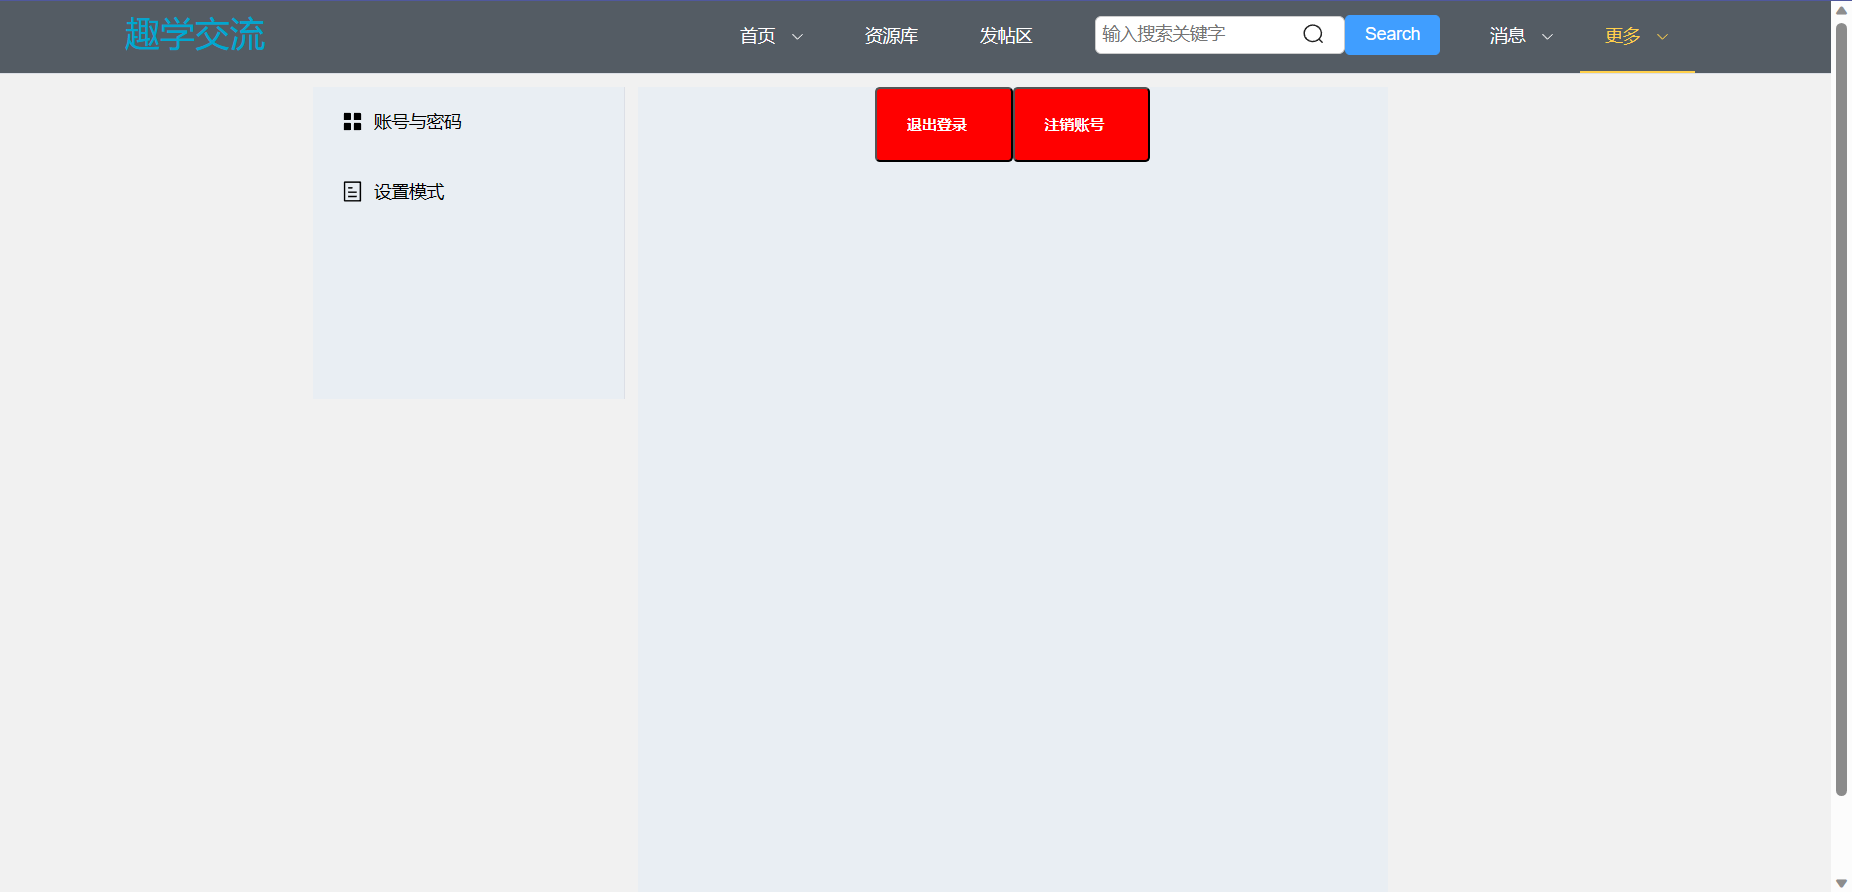 趣学交流
首页
资源库
发帖区
输入搜索关键字
Search
消息
更多
账号与密码
设置模式
退出登录
注销账号